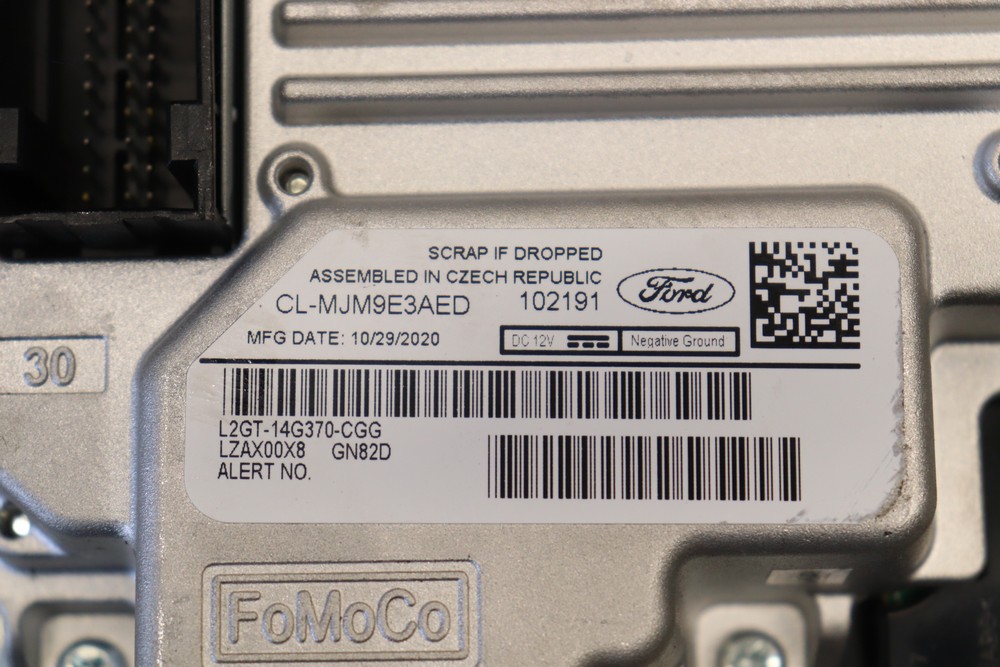 SCRAP IF DROPPED
ASSEMBLED IN CZECH REPUBLIC
CL-MJM9E3AED 102191
Ford
MFG DATE: 10/29/2020
DC 12V
Negative Ground
30
L2GT-14G370-CGG
LZAX00X8 GN82D
ALERT NO.
FoMoCo